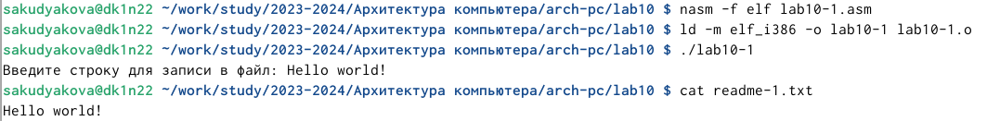 sakudyakova@dk1n22 ~/work/study/2023-2024/Архитектура компьютера/arch-pc/lab10 $ nasm -f elf lab10-1.asm
sakudyakova@dk1n22 ~/work/study/2023-2024/Архитектура компьютера/arch-pc/lab10 $ ld -m elf_i386 -o lab10-1 lab10-1.o
sakudyakova@dk1n22 ~/work/study/2023-2024/Архитектура компьютера/arch-pc/lab10 $ ./lab10-1
Введите строку для записи в файл: Hello world!
sakudyakova@dk1n22 ~/work/study/2023-2024/Архитектура компьютера/arch-pc/lab10 $ cat readme-1.txt
Hello world!